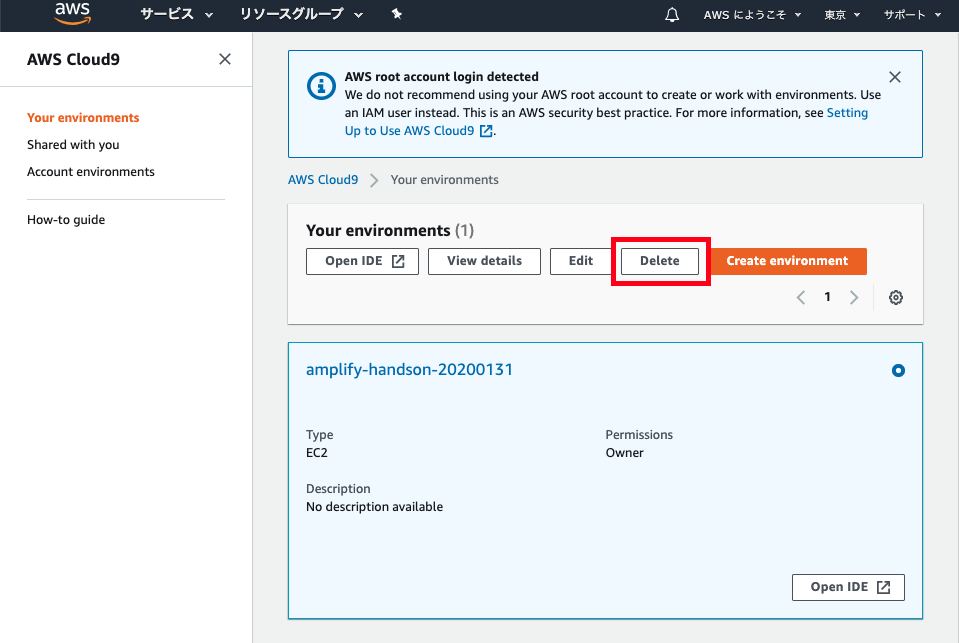 aws サービス リソースグループ AWS にようこそ 東京 サポート
AWS Cloud9
Your environments
Shared with you
Account environments
How-to guide
AWS root account login detected
We do not recommend using your AWS root account to create or work with environments. Use
an IAM user instead. This is an AWS security best practice. For more information, see Setting
Up to Use AWS Cloud9.
AWS Cloud9 Your environments
Your environments (1)
Open IDE View details Edit Delete Create environment
1
amplify-handson-20200131
Type Permissions
EC2 Owner
Description
No description available
Open IDE